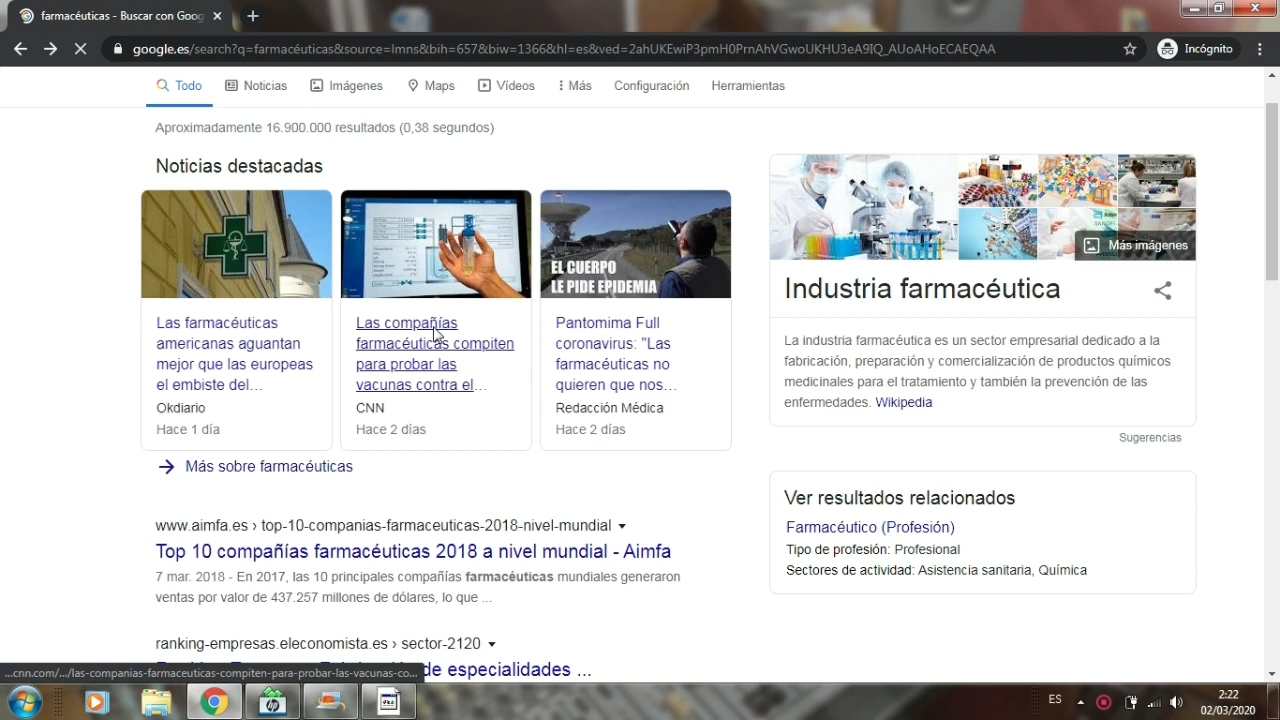 farmacéuticas - Buscar con Goog
google.es/search?q=farmacéuticas&source=lmns&bih=657&biw=1366&hl=es&ved=2ahUKEwiP3pmH0PrnAhVGwoUKHU3eA9IQ_AUoAHoECAEQAA
Incógnito
Todo
Noticias
Imágenes
Maps
Vídeos
Más
Configuración
Herramientas
Aproximadamente 16.900.000 resultados (0,38 segundos)
Noticias destacadas
Las farmacéuticas
americanas aguantan
mejor que las europeas
el embiste del...
Okdiario
Hace 1 día
Las compañías
farmacéuticas compiten
para probar las
vacunas contra el...
CNN
Hace 2 días
EL CUERPO
LE PIDE EPIDEMIA
Pantomima Full
coronavirus: "Las
farmacéuticas no
quieren que nos...
Redacción Médica
Hace 2 días
Más sobre farmacéuticas
www.aimfa.es › top-10-companias-farmaceuticas-2018-nivel-mundial
Top 10 compañías farmacéuticas 2018 a nivel mundial - Aimfa
7 mar. 2018 - En 2017, las 10 principales compañías farmacéuticas mundiales generaron
ventas por valor de 437.257 millones de dólares, lo que ...
ranking-empresas.eleconomista.es › sector-2120
de especialidades ...
Más imágenes
Industria farmacéutica
La industria farmacéutica es un sector empresarial dedicado a la
fabricación, preparación y comercialización de productos químicos
medicinales para el tratamiento y también la prevención de las
enfermedades. Wikipedia
Sugerencias
Ver resultados relacionados
Farmacéutico (Profesión)
Tipo de profesión: Profesional
Sectores de actividad: Asistencia sanitaria, Química
...cnn.com/.../las-companias-farmaceuticas-compiten-para-probar-las-vacunas-co...
ES
2:22
02/03/2020